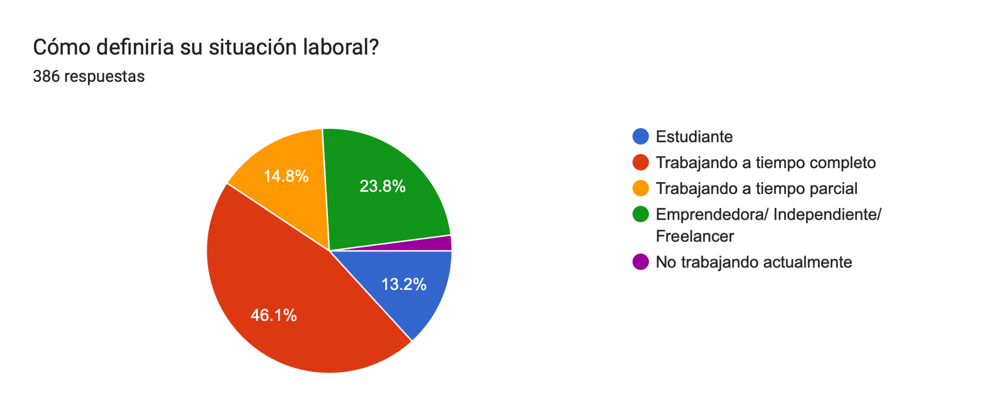 Cómo definiria su situación laboral?
386 respuestas
14.8%
23.8%
13.2%
46.1%
Estudiante
Trabajando a tiempo completo
Trabajando a tiempo parcial
Emprendedora/ Independiente/
Freelancer
No trabajando actualmente